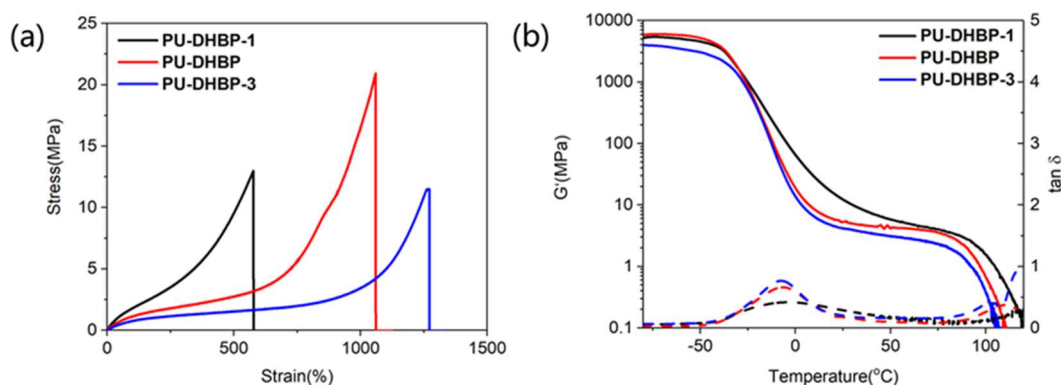 (a)
25
20
15
10
5
0
Stress(MPa)
PU-DHBP-1
PU-DHBP
PU-DHBP-3
0
500
1000
1500
Strain(%)
(b)
10000
1000
100
10
1
0.1
G'(MPa)
PU-DHBP-1
PU-DHBP
PU-DHBP-3
5
4
3
2
1
0
tan δ
-50
0
50
100
Temperature(°C)